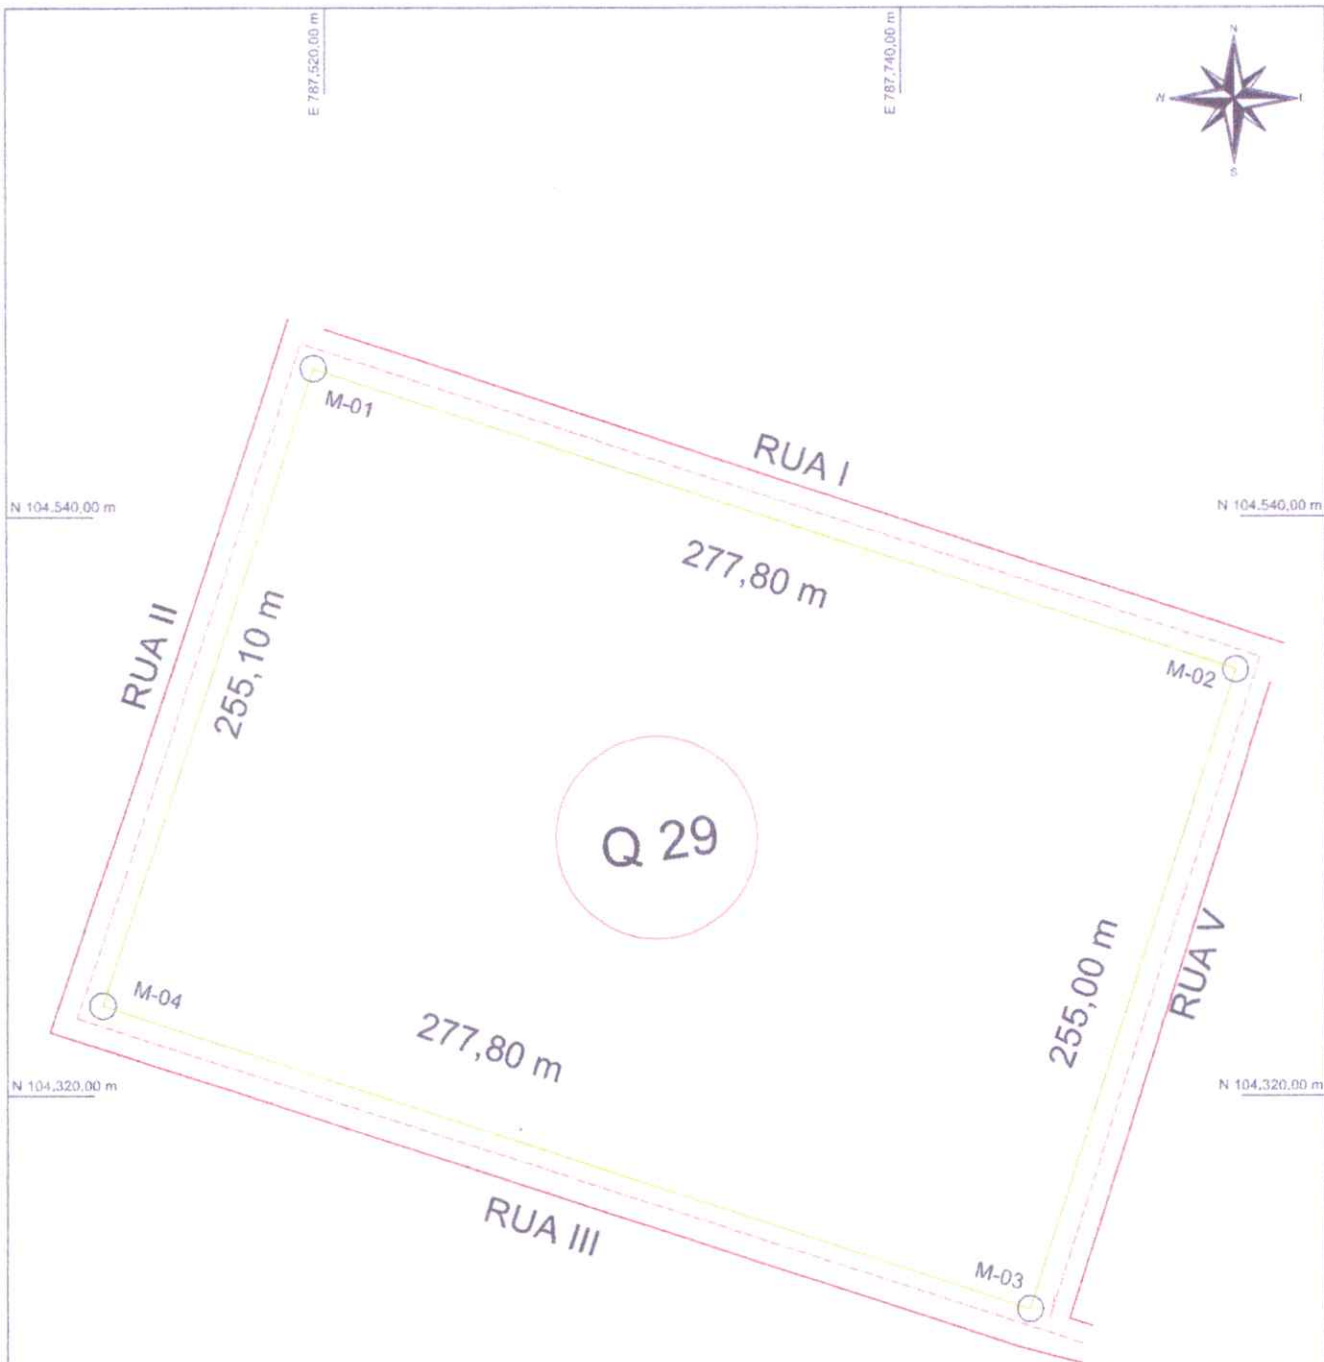 E 787,520,00 m
E 787,740,00 m
N
W
L
S
M-01
RUA I
N 104.540,00 m
N 104.540,00 m
277,80 m
RUA II
255,10 m
M-02
Q 29
RUA V
255,00 m
M-04
277,80 m
N 104,320,00 m
N 104,320,00 m
RUA III
M-03